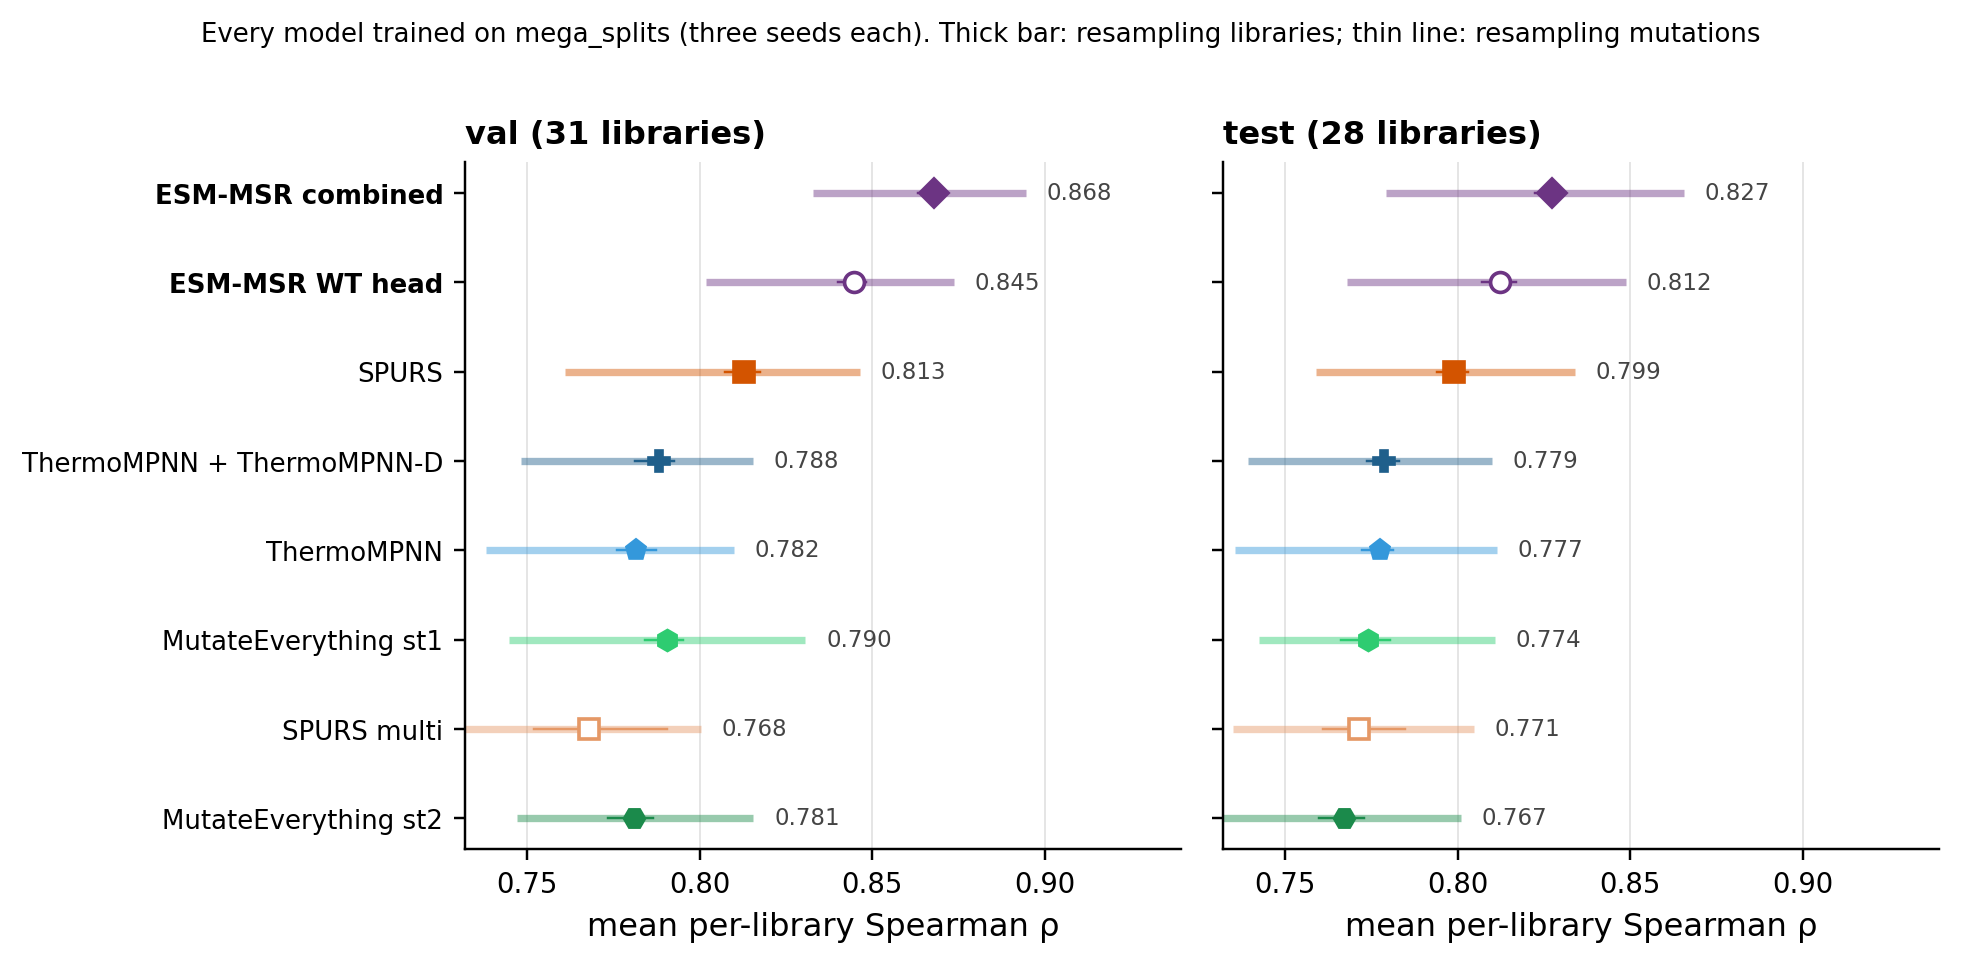 Every model trained on mega_splits (three seeds each). Thick bar: resampling libraries; thin line: resampling mutations
val (31 libraries)
test (28 libraries)
ESM-MSR combined
0.868
0.827
ESM-MSR WT head
0.845
0.812
SPURS
0.813
0.799
ThermoMPNN + ThermoMPNN-D
0.788
0.779
ThermoMPNN
0.782
0.777
MutateEverything st1
0.790
0.774
SPURS multi
0.768
0.771
MutateEverything st2
0.781
0.767
0.75 0.80 0.85 0.90
0.75 0.80 0.85 0.90
mean per-library Spearman ρ
mean per-library Spearman ρ